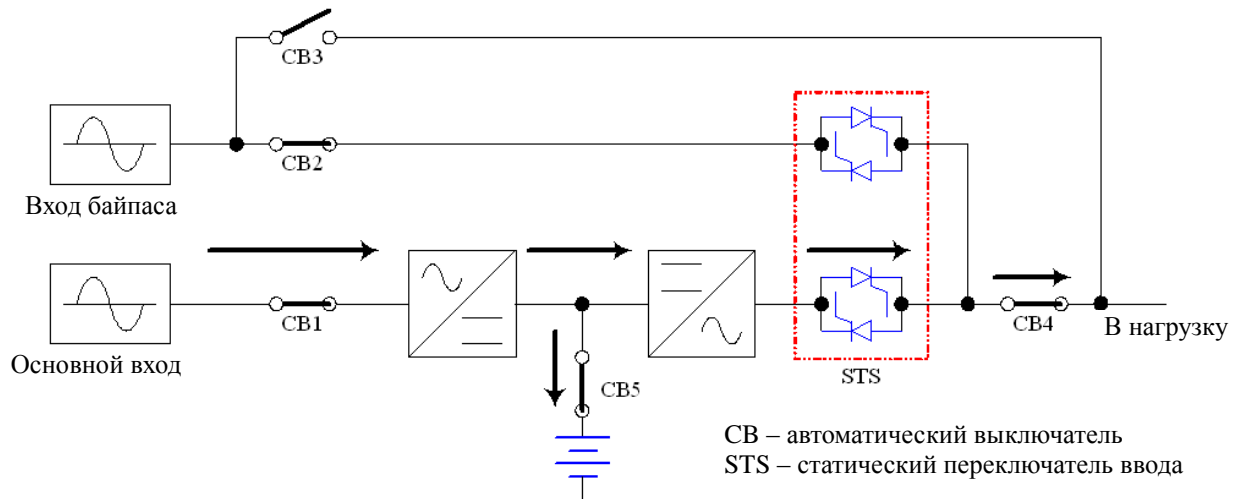 CB3
CB2
Вход байпаса
CB1
Основной вход
CB5
STS
CB4
В нагрузку
CB – автоматический выключатель
STS – статический переключатель ввода